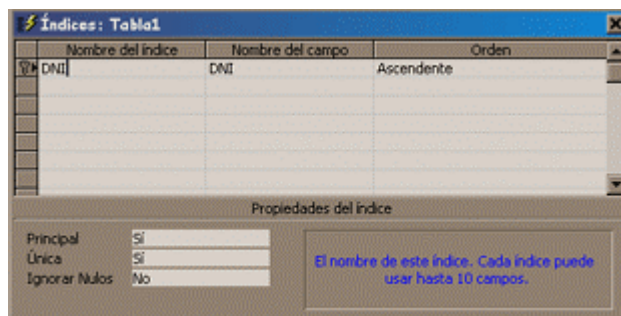 Índices: Tabla1
Nombre del índice Nombre del campo Orden
DNI DNI Ascendente
Propiedades del índice
Principal Sí
Única Sí
Ignorar Nulos No
El nombre de este índice. Cada índice puede
usar hasta 10 campos.